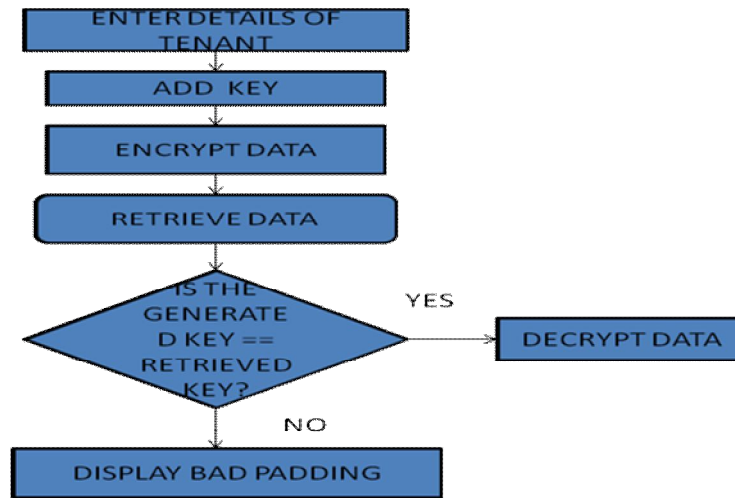 ENTER DETAILS OF
TENANT
ADD KEY
ENCRYPT DATA
RETRIEVE DATA
IS THE
GENERATE
D KEY ==
RETRIEVED
KEY?
YES
DECRYPT DATA
NO
DISPLAY BAD PADDING